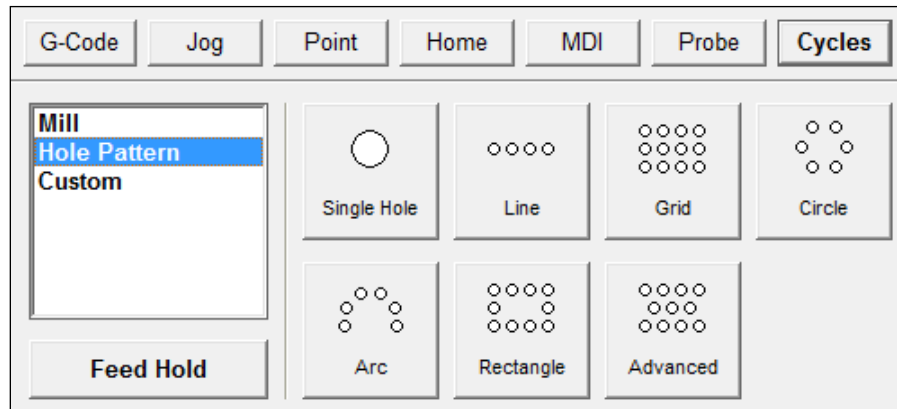 G-Code Jog Point Home MDI Probe Cycles
Mill
Hole Pattern
Custom
Single Hole Line Grid Circle
Arc Rectangle Advanced
Feed Hold